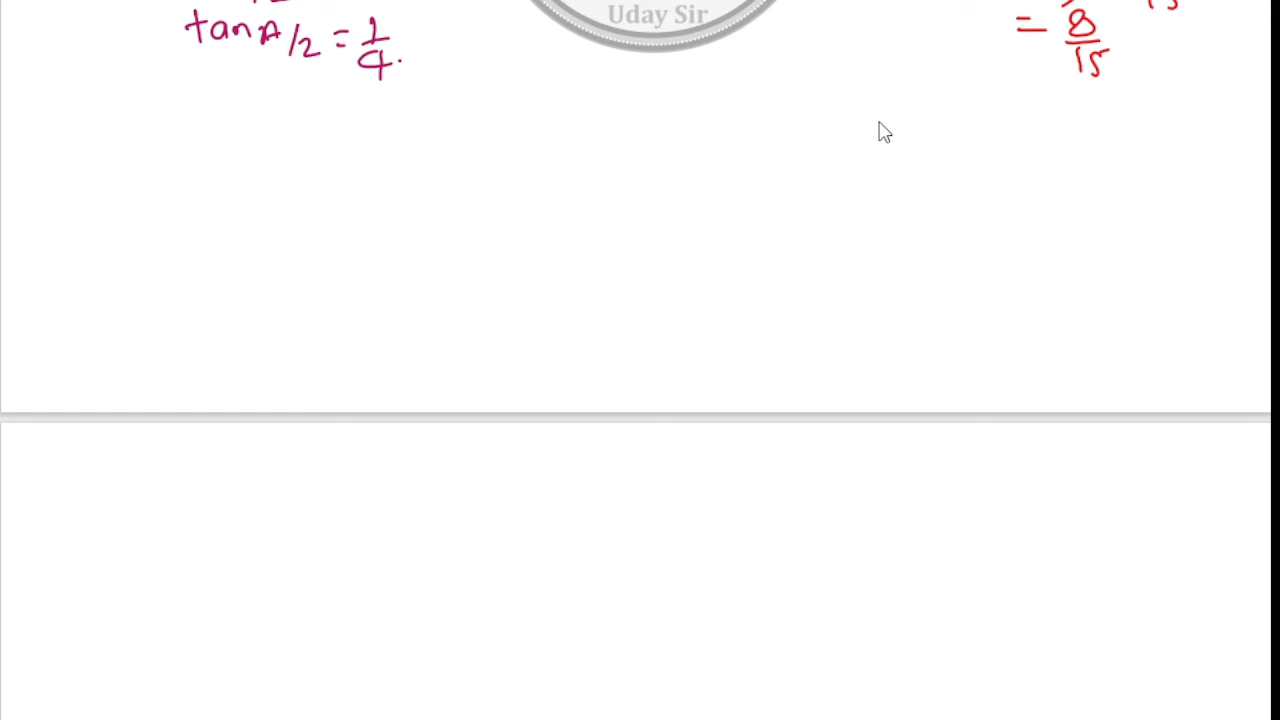 Uday Sir
tan A/2 = 1/4.
= 8/15